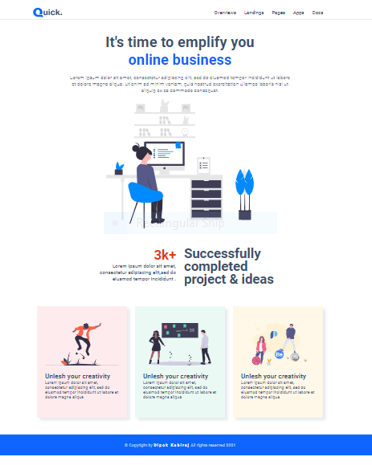 Quick.
Overviews Landings Pages Apps Docs
It's time to emplify you
online business
Lorem ipsum dolor sit amet, consectetur adipiscing elit, sed do eiusmod tempor incididunt ut labore
et dolore magna aliqua. ut enim ad minim veniam, quis nostrud exercitation ullamco laboris nisi ut
aliquip ex ea commodo consequat.
Rectangular Ship
3k+
Lorem ipsum dolor sit amet,
consectetur adipiscing elit,sed do
eiusmod tempor incididunt .
Successfully
completed
project & ideas
Unlesh your creativity
Lorem ipsum dolor sit amet,
consectetur adipiscing elit, sed do
eiusmod tempor incididunt ut labore et
dolore magna aliqua.
Unlesh your creativity
Lorem ipsum dolor sit amet,
consectetur adipiscing elit, sed do
eiusmod tempor incididunt ut labore et
dolore magna aliqua.
Unlesh your creativity
Lorem ipsum dolor sit amet,
consectetur adipiscing elit, sed do
eiusmod tempor incididunt ut labore et
dolore magna aliqua.
© Copyright by Dipok Kabiraj. All rights reserved 2021